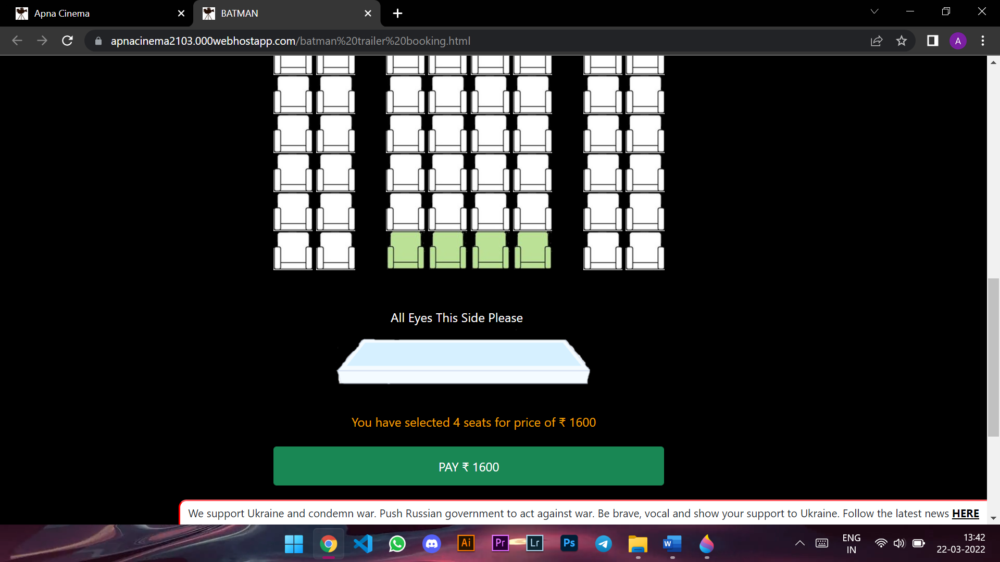 Apna Cinema
BATMAN
apnacinema2103.000webhostapp.com/batman%20trailer%20booking.html
A
All Eyes This Side Please
You have selected 4 seats for price of ₹ 1600
PAY ₹ 1600
We support Ukraine and condemn war. Push Russian government to act against war. Be brave, vocal and show your support to Ukraine. Follow the latest news HERE
Ai
Pr
Lr
Ps
W
ENG
IN
13:42
22-03-2022